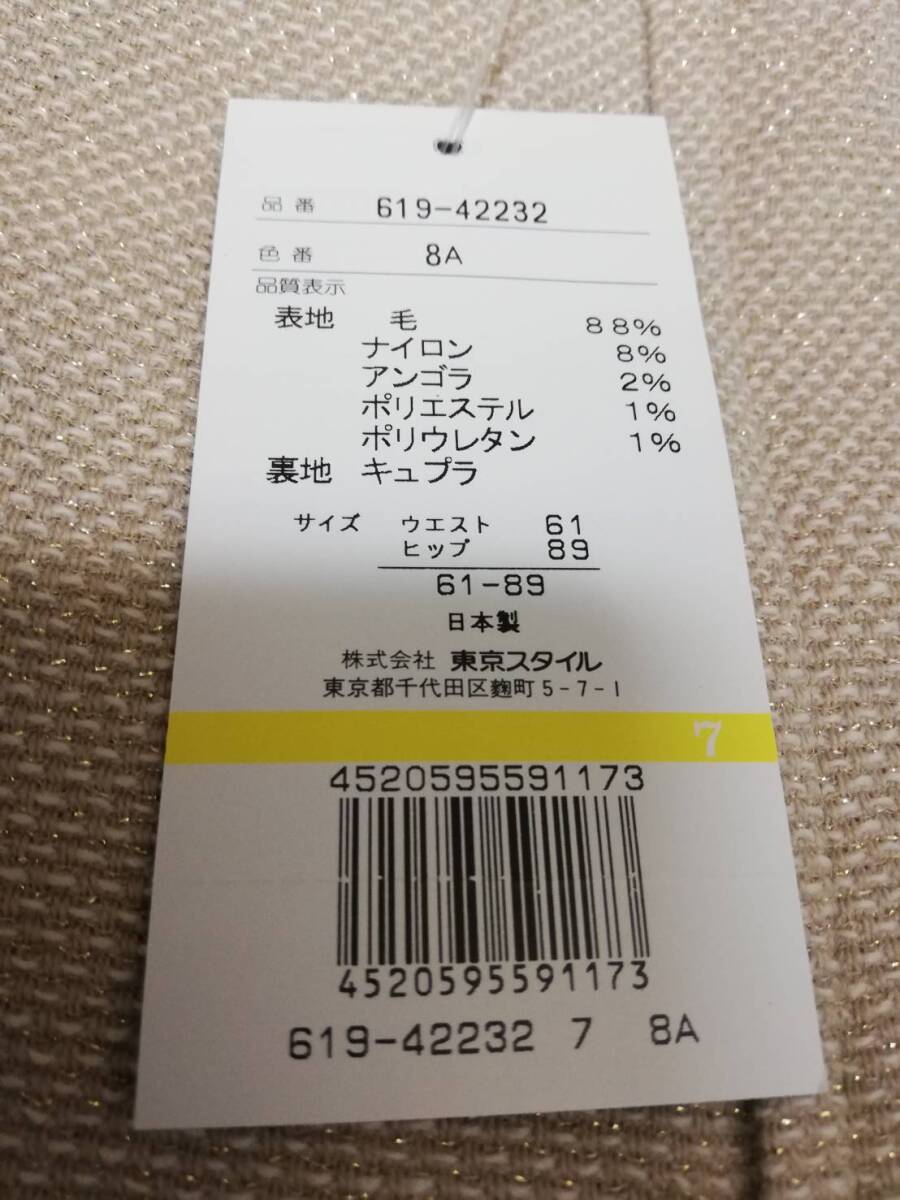 品番 619-42232
色番 8A
品質表示
表地 毛 88%
ナイロン 8%
アンゴラ 2%
ポリエステル 1%
ポリウレタン 1%
裏地 キュプラ
サイズ ウエスト 61
ヒップ 89
61-89
日本製
株式会社 東京スタイル
東京都千代田区麴町5-7-1
7
4520595591173
4520595591173
619-42232 7 8A